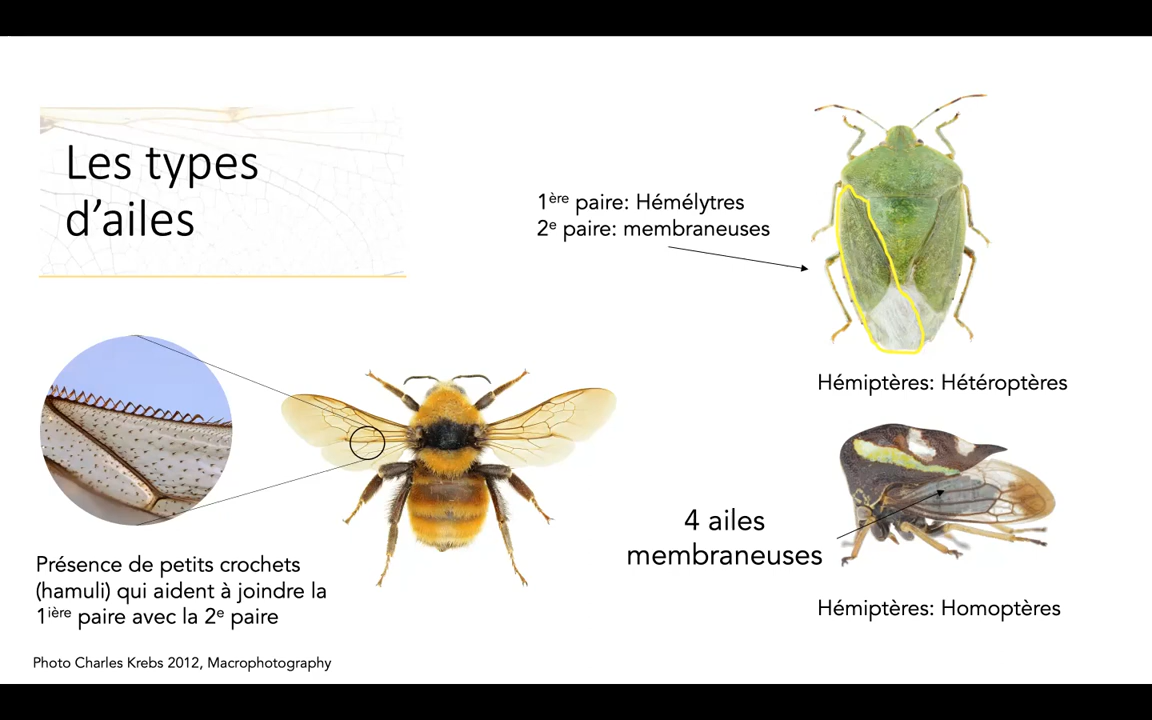 Les types
d'ailes
1ère paire: Hémélytres
2e paire: membraneuses
Hémiptères: Hétéroptères
4 ailes
membraneuses
Hémiptères: Homoptères
Présence de petits crochets
(hamuli) qui aident à joindre la
1ière paire avec la 2e paire
Photo Charles Krebs 2012, Macrophotography